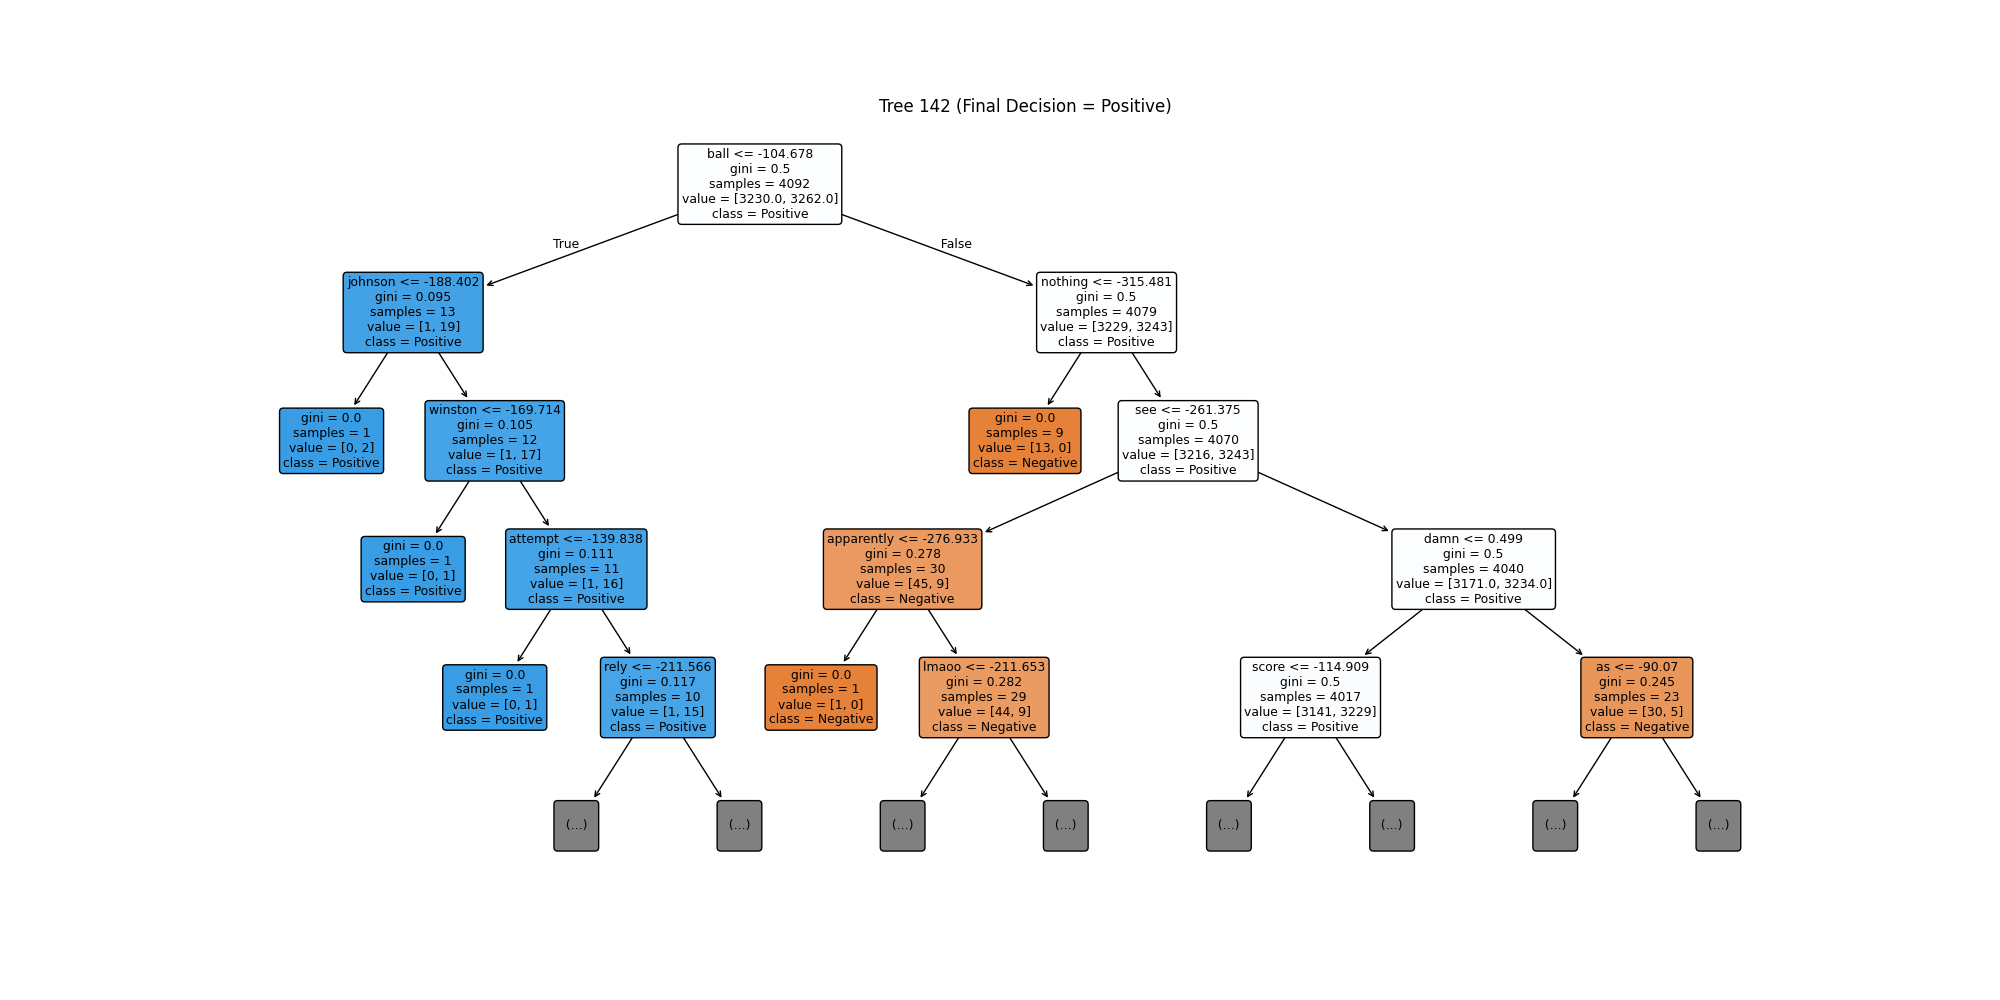 Tree 142 (Final Decision = Positive)
ball <= -104.678
gini = 0.5
samples = 4092
value = [3230.0, 3262.0]
class = Positive
True
False
johnson <= -188.402
gini = 0.095
samples = 13
value = [1, 19]
class = Positive
nothing <= -315.481
gini = 0.5
samples = 4079
value = [3229, 3243]
class = Positive
gini = 0.0
samples = 1
value = [0, 2]
class = Positive
winston <= -169.714
gini = 0.105
samples = 12
value = [1, 17]
class = Positive
gini = 0.0
samples = 9
value = [13, 0]
class = Negative
see <= -261.375
gini = 0.5
samples = 4070
value = [3216, 3243]
class = Positive
gini = 0.0
samples = 1
value = [0, 1]
class = Positive
attempt <= -139.838
gini = 0.111
samples = 11
value = [1, 16]
class = Positive
apparently <= -276.933
gini = 0.278
samples = 30
value = [45, 9]
class = Negative
damn <= 0.499
gini = 0.5
samples = 4040
value = [3171.0, 3234.0]
class = Positive
gini = 0.0
samples = 1
value = [0, 1]
class = Positive
rely <= -211.566
gini = 0.117
samples = 10
value = [1, 15]
class = Positive
gini = 0.0
samples = 1
value = [1, 0]
class = Negative
lmaoo <= -211.653
gini = 0.282
samples = 29
value = [44, 9]
class = Negative
score <= -114.909
gini = 0.5
samples = 4017
value = [3141, 3229]
class = Positive
as <= -90.07
gini = 0.245
samples = 23
value = [30, 5]
class = Negative
(...)
(...)
(...)
(...)
(...)
(...)
(...)
(...)